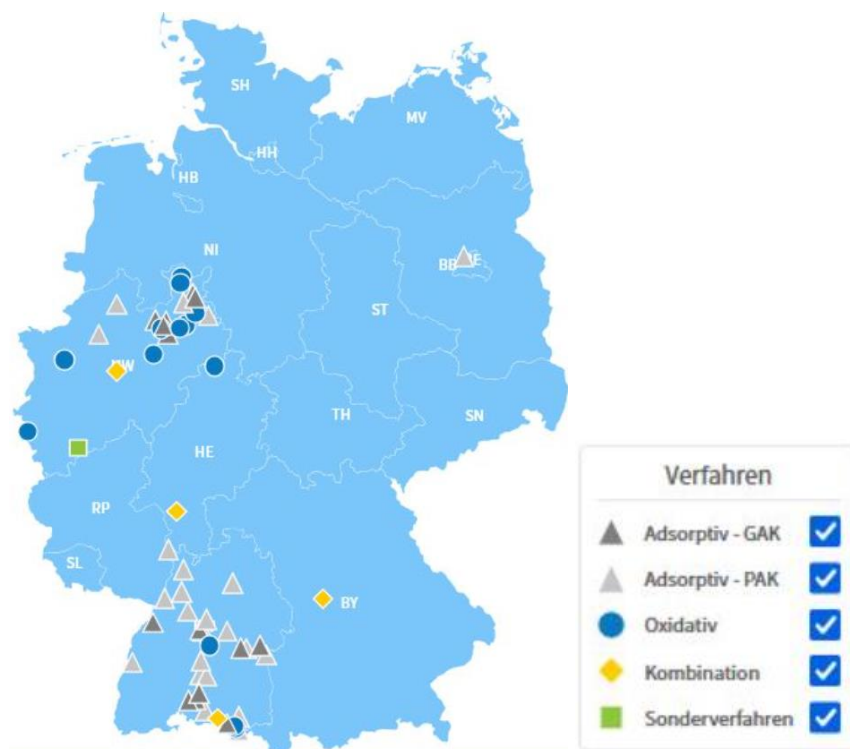 SH
MV
HH
HB
NI
BB
ST
NW
TH
SN
HE
RP
SL
BY
Verfahren
Adsorptiv - GAK
Adsorptiv - PAK
Oxidativ
Kombination
Sonderverfahren